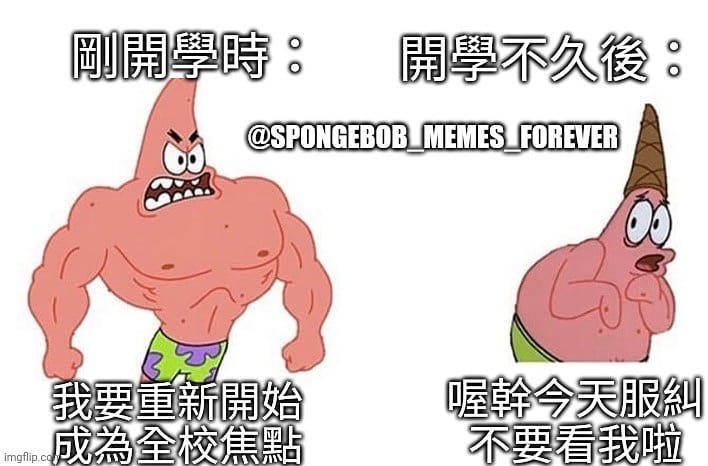 剛開學時：
開學不久後：
@SPONGEBOB_MEMES_FOREVER
我要重新開始
成為全校焦點
喔幹今天服糾
不要看我啦
imgflip.com